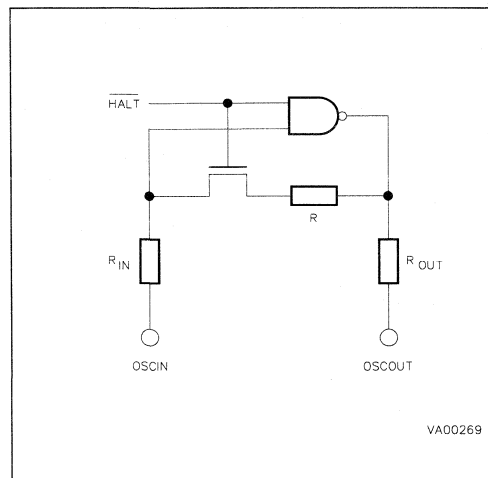 HALT
R
R IN
R OUT
OSCIN
OSCOUT
VA00269